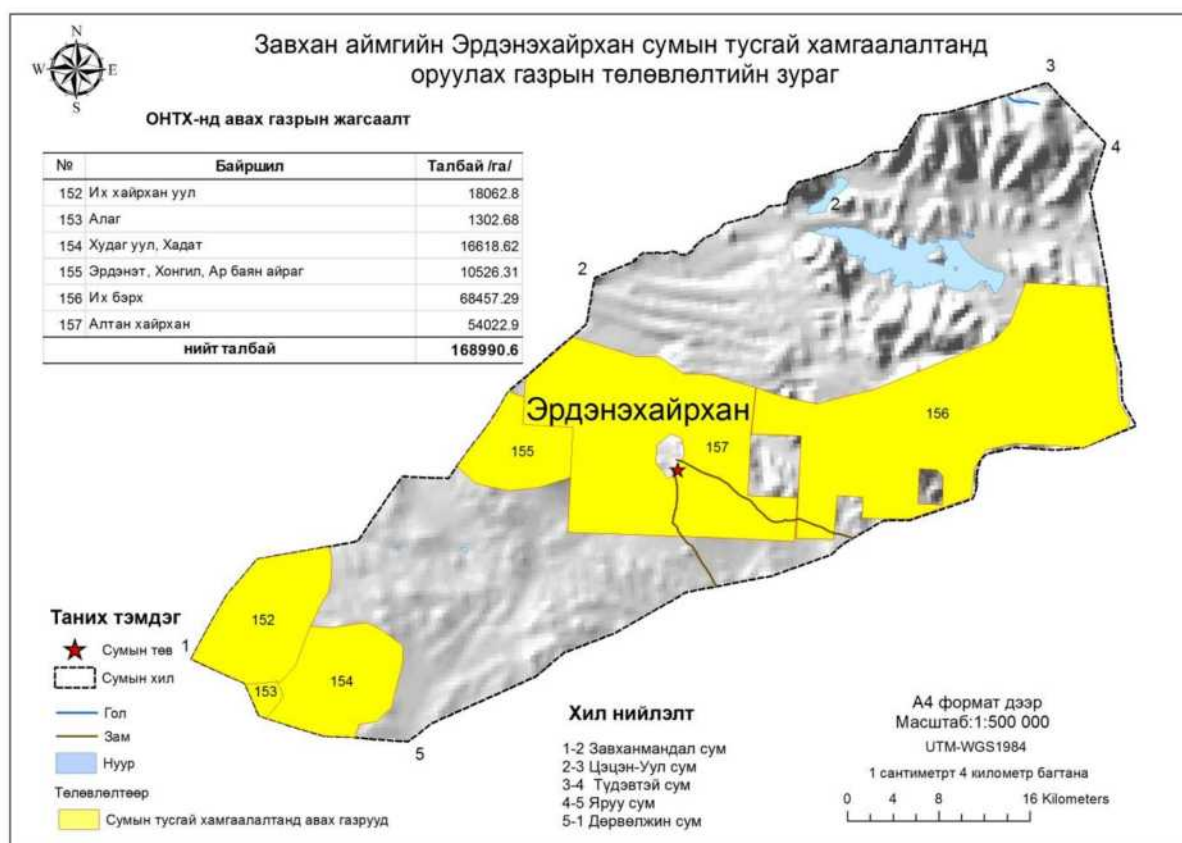 Завхан аймгийн Эрдэнэхайрхан сумын тусгай хамгаалалтанд
оруулах газрын төлөвлөлтийн зураг
N
W E
S
ОНТХ-нд авах газрын жагсаалт
№ Байршил Талбай /га/
152 Их хайрхан уул 18062.8
153 Алаг 1302.68
154 Худаг уул, Хадат 16618.62
155 Эрдэнэт, Хонгил, Ар баян айраг 10526.31
156 Их бэрх 68457.29
157 Алтан хайрхан 54022.9
нийт талбай 168990.6
3
4
2
2
Эрдэнэхайрхан
156
155
157
152
1
153
154
5
Таних тэмдэг
Сумын төв
Сумын хил
Гол
Зам
Нуур
Төлөвлөлтөөр
Сумын тусгай хамгаалалтанд авах газрууд
Хил нийлэлт
1-2 Завханмандал сум
2-3 Цэцэн-Уул сум
3-4 Түдэвтэй сум
4-5 Яруу сум
5-1 Дөрвөлжин сум
А4 формат дээр
Масштаб:1:500 000
UTM-WGS1984
1 сантиметрт 4 километр багтана
0 4 8 16 Kilometers